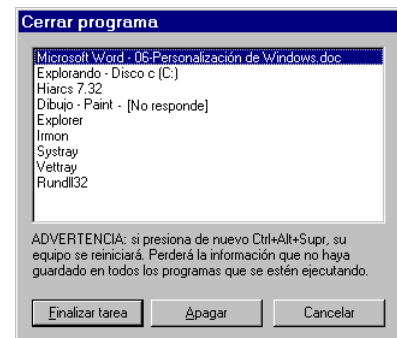 Cerrar programa
Microsoft Word - 06-Personalización de Windows.doc
Explorando - Disco c (C:)
Hiarcs 7.32
Dibujo - Paint - [No responde]
Explorer
Irmon
Systray
Vettray
Rundll32
ADVERTENCIA: si presiona de nuevo Ctrl+Alt+Supr, su
equipo se reiniciará. Perderá la información que no haya
guardado en todos los programas que se estén ejecutando.
Finalizar tarea Apagar Cancelar